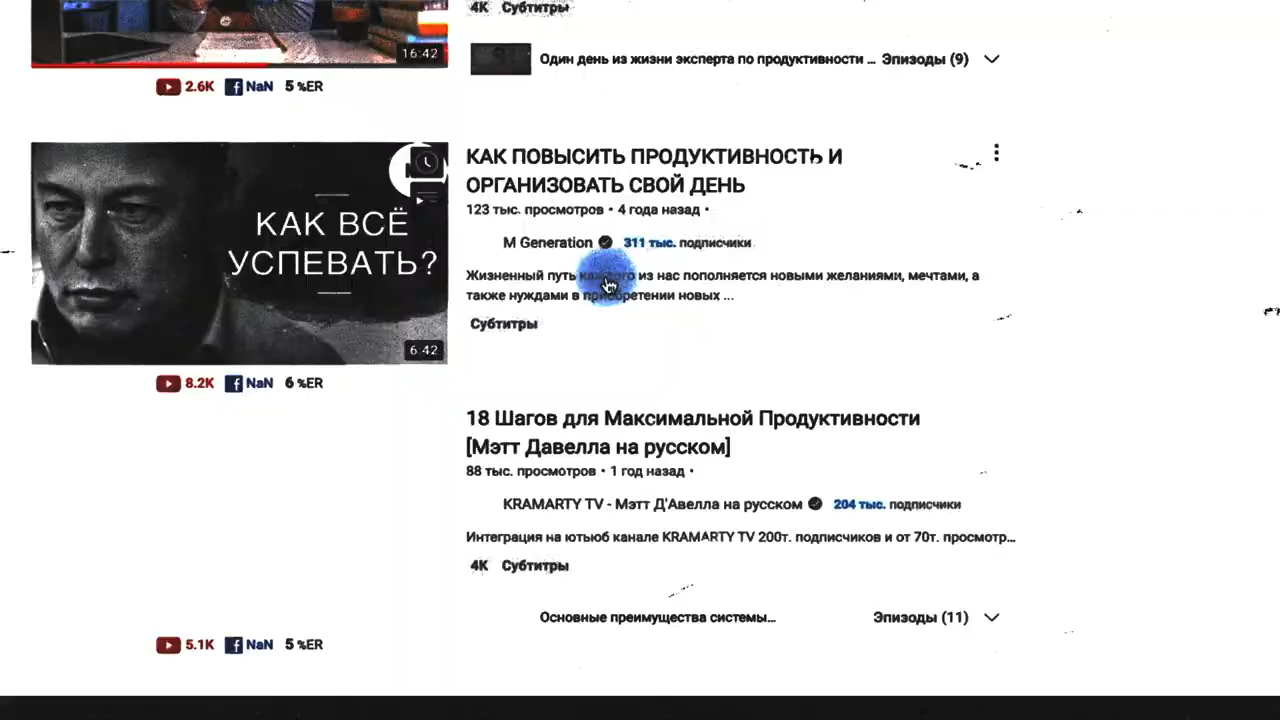 4K Субтитры
16:42
Один день из жизни эксперта по продуктивности ... Эпизоды (9)
2.6K NaN 5 %ER
КАК ВСЁ
УСПЕВАТЬ?
6:42
КАК ПОВЫСИТЬ ПРОДУКТИВНОСТЬ И
ОРГАНИЗОВАТЬ СВОЙ ДЕНЬ
123 тыс. просмотров • 4 года назад •
M Generation 311 тыс. подписчики
Жизненный путь каждого из нас пополняется новыми желаниями, мечтами, а
также нуждами в приобретении новых ...
Субтитры
8.2K NaN 6 %ER
18 Шагов для Максимальной Продуктивности
[Мэтт Давелла на русском]
88 тыс. просмотров • 1 год назад •
KRAMARTY TV - Мэтт Д'Авелла на русском 204 тыс. подписчики
Интеграция на ютьюб канале KRAMARTY TV 200т. подписчиков и от 70т. просмотр...
4K Субтитры
Основные преимущества системы... Эпизоды (11)
5.1K NaN 5 %ER